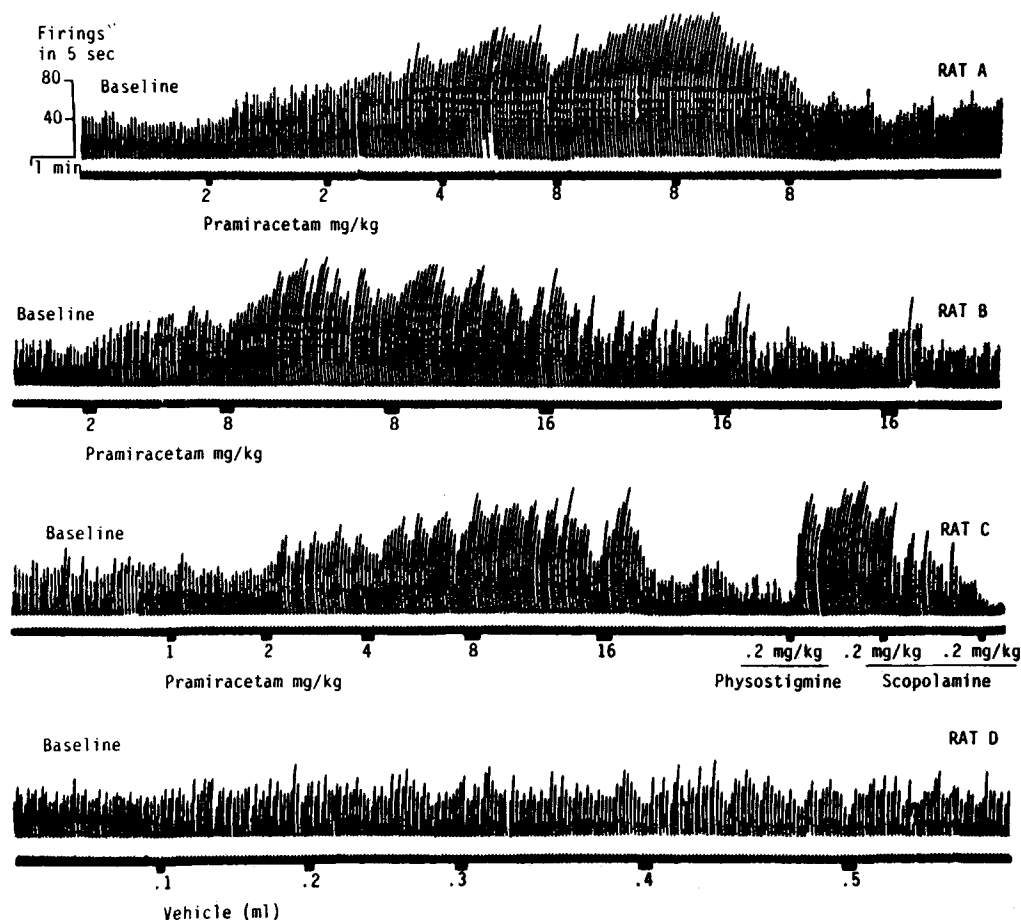 Firings
in 5 sec
80
40
Baseline
RAT A
1 min
2 2 4 8 8 8
Pramiracetam mg/kg
Baseline
RAT B
2 8 8 16 16 16
Pramiracetam mg/kg
Baseline
RAT C
1 2 4 8 16 .2 mg/kg .2 mg/kg .2 mg/kg
Pramiracetam mg/kg Physostigmine Scopolamine
Baseline
RAT D
.1 .2 .3 .4 .5
Vehicle (ml)